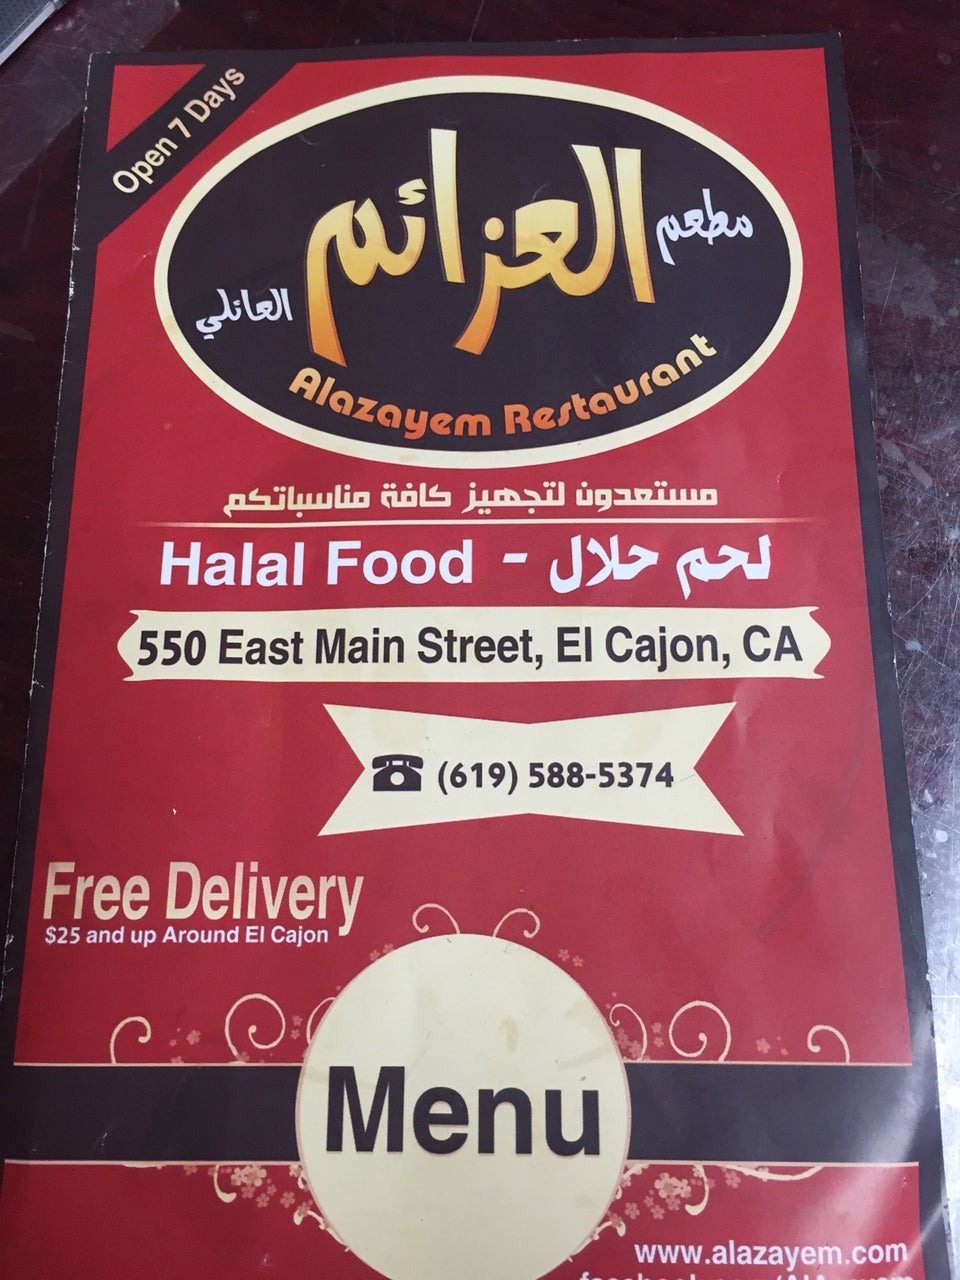 Open 7 Days
مطعم
العزائم
العائلي
Alazayem Restaurant
مستعدون لتجهيز كافة مناسباتكم
Halal Food - لحم حلال
550 East Main Street, El Cajon, CA
☎ (619) 588-5374
Free Delivery
$25 and up Around El Cajon
Menu
www.alazayem.com